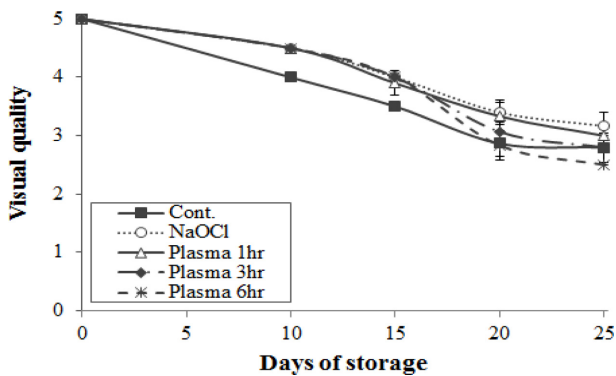 Visual quality
5
4
3
2
1
0
Cont.
NaOCl
Plasma 1hr
Plasma 3hr
Plasma 6hr
0 5 10 15 20 25
Days of storage